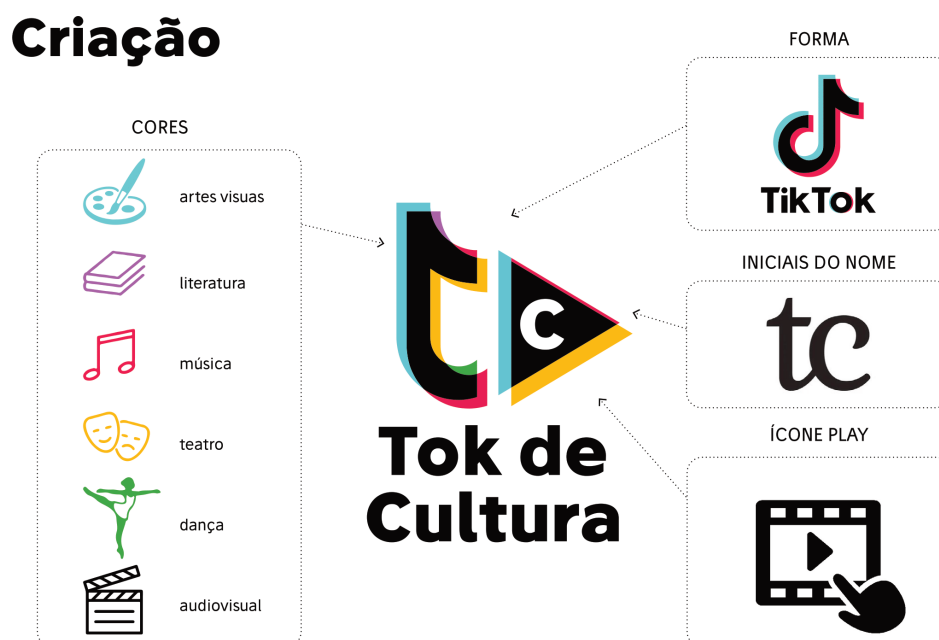 Criação
CORES
artes visuas
literatura
música
teatro
dança
audiovisual
tc
Tok de
Cultura
FORMA
TikTok
INICIAIS DO NOME
tc
ÍCONE PLAY